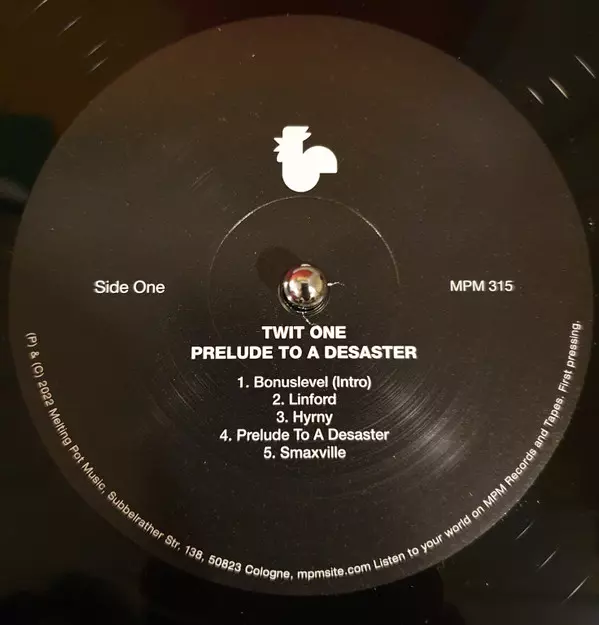 Side One
MPM 315
TWIT ONE
PRELUDE TO A DESASTER
1. Bonuslevel (Intro)
2. Linford
3. Hyrny
4. Prelude To A Desaster
5. Smaxville
(P) & (C) 2022 Melting Pot Music, Subbelrather Str. 138, 50823 Cologne, mpmsite.com Listen to your world on MPM Records and Tapes. First pressing.